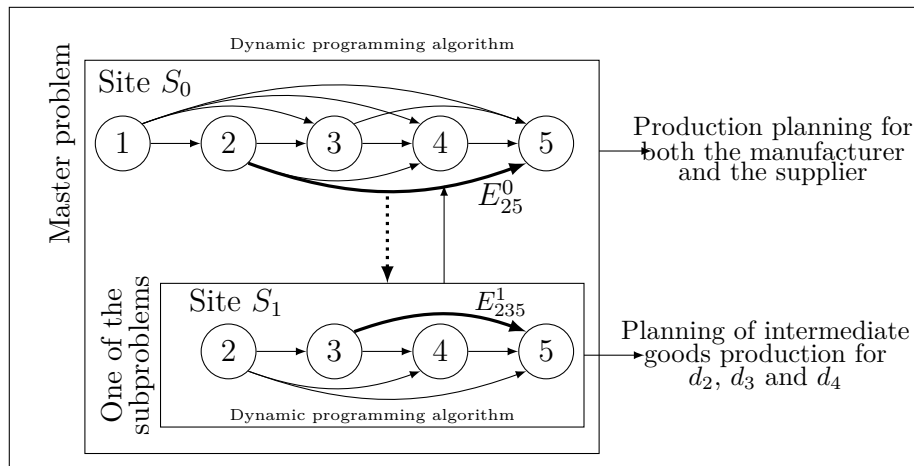 Dynamic programming algorithm
Master problem
Site S₀
1 2 3 4 5
E⁰₂₅
Production planning for
both the manufacturer
and the supplier
One of the
subproblems
Site S₁
E¹₂₃₅
2 3 4 5
Dynamic programming algorithm
Planning of intermediate
goods production for
d₂, d₃ and d₄